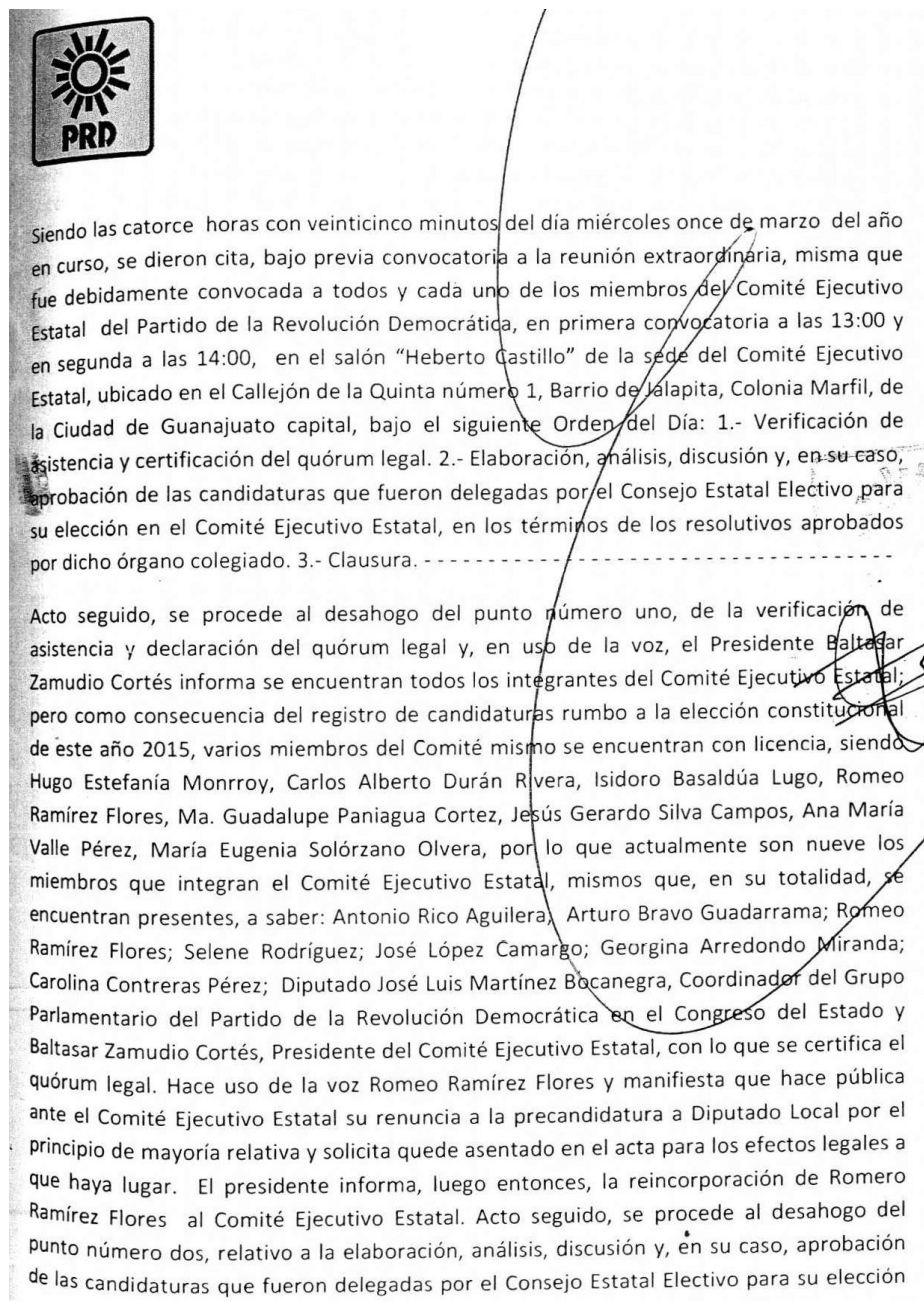 PRD
Siendo las catorce horas con veinticinco minutos del día miércoles once de marzo del año
en curso, se dieron cita, bajo previa convocatoria a la reunión extraordinaria, misma que
fue debidamente convocada a todos y cada uno de los miembros del Comité Ejecutivo
Estatal del Partido de la Revolución Democrática, en primera convocatoria a las 13:00 y
en segunda a las 14:00, en el salón "Heberto Castillo" de la sede del Comité Ejecutivo
Estatal, ubicado en el Callejón de la Quinta número 1, Barrio de Jalapita, Colonia Marfil, de
la Ciudad de Guanajuato capital, bajo el siguiente Orden del Día: 1.- Verificación de
asistencia y certificación del quórum legal. 2.- Elaboración, análisis, discusión y, en su caso,
aprobación de las candidaturas que fueron delegadas por el Consejo Estatal Electivo para
su elección en el Comité Ejecutivo Estatal, en los términos de los resolutivos aprobados
por dicho órgano colegiado. 3.- Clausura. - - - - - - - - - - - - - - - - - - - - - - - - - - - - - - - - - - - - - -
Acto seguido, se procede al desahogo del punto número uno, de la verificación de
asistencia y declaración del quórum legal y, en uso de la voz, el Presidente Baltasar
Zamudio Cortés informa se encuentran todos los integrantes del Comité Ejecutivo Estatal;
pero como consecuencia del registro de candidaturas rumbo a la elección constitucional
de este año 2015, varios miembros del Comité mismo se encuentran con licencia, siendo
Hugo Estefanía Monrroy, Carlos Alberto Durán Rivera, Isidoro Basaldúa Lugo, Romeo
Ramírez Flores, Ma. Guadalupe Paniagua Cortez, Jesús Gerardo Silva Campos, Ana María
Valle Pérez, María Eugenia Solórzano Olvera, por lo que actualmente son nueve los
miembros que integran el Comité Ejecutivo Estatal, mismos que, en su totalidad, se
encuentran presentes, a saber: Antonio Rico Aguilera; Arturo Bravo Guadarrama; Romeo
Ramírez Flores; Selene Rodríguez; José López Camargo; Georgina Arredondo Miranda;
Carolina Contreras Pérez; Diputado José Luis Martínez Bocanegra, Coordinador del Grupo
Parlamentario del Partido de la Revolución Democrática en el Congreso del Estado y
Baltasar Zamudio Cortés, Presidente del Comité Ejecutivo Estatal, con lo que se certifica el
quórum legal. Hace uso de la voz Romeo Ramírez Flores y manifiesta que hace pública
ante el Comité Ejecutivo Estatal su renuncia a la precandidatura a Diputado Local por el
principio de mayoría relativa y solicita quede asentado en el acta para los efectos legales a
que haya lugar. El presidente informa, luego entonces, la reincorporación de Romero
Ramírez Flores al Comité Ejecutivo Estatal. Acto seguido, se procede al desahogo del
punto número dos, relativo a la elaboración, análisis, discusión y, en su caso, aprobación
de las candidaturas que fueron delegadas por el Consejo Estatal Electivo para su elección